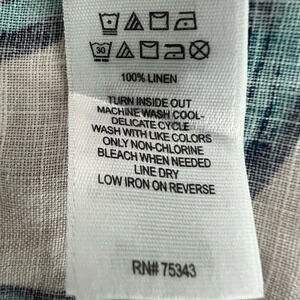 30
100% LINEN
TURN INSIDE OUT
MACHINE WASH COOL-
DELICATE CYCLE
WASH WITH LIKE COLORS
ONLY NON-CHLORINE
BLEACH WHEN NEEDED
LINE DRY
LOW IRON ON REVERSE
RN# 75343